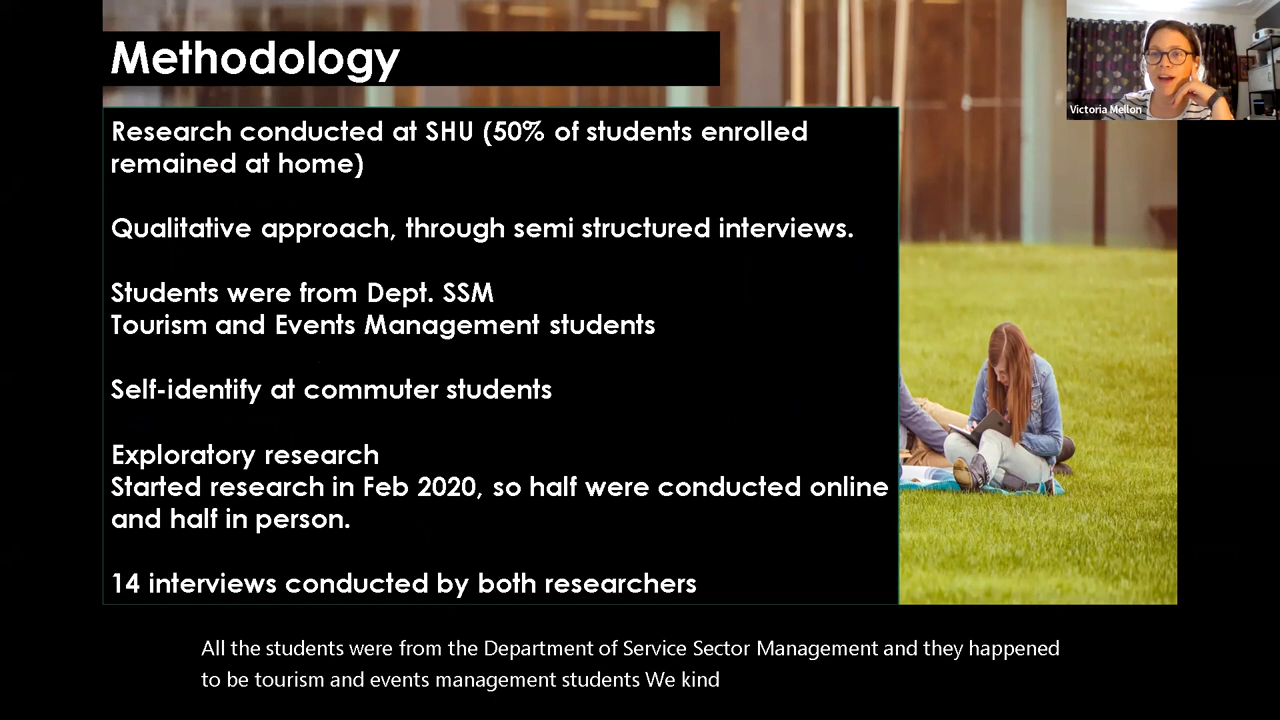 Methodology
Victoria Mellon
Research conducted at SHU (50% of students enrolled
remained at home)
Qualitative approach, through semi structured interviews.
Students were from Dept. SSM
Tourism and Events Management students
Self-identify at commuter students
Exploratory research
Started research in Feb 2020, so half were conducted online
and half in person.
14 interviews conducted by both researchers
All the students were from the Department of Service Sector Management and they happened
to be tourism and events management students We kind